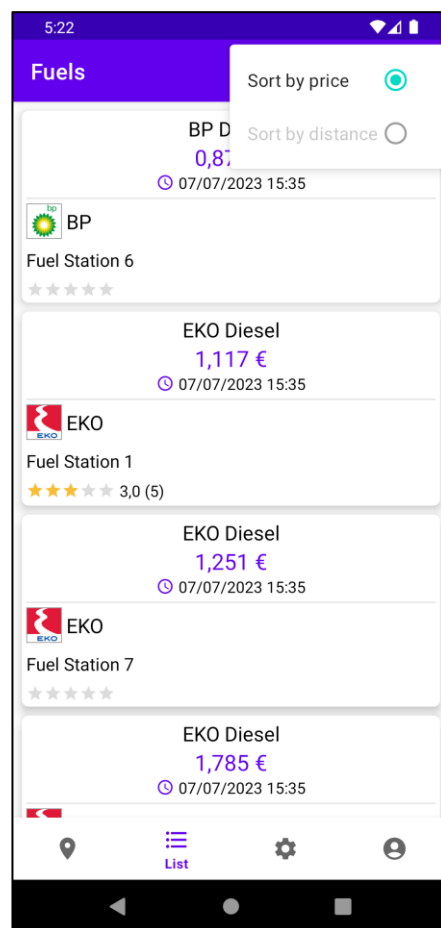 5:22
Fuels
Sort by price
Sort by distance
BP D
0,87
07/07/2023 15:35
bp
BP
Fuel Station 6
EKO Diesel
1,117 €
07/07/2023 15:35
EKO
EKO
Fuel Station 1
3,0 (5)
EKO Diesel
1,251 €
07/07/2023 15:35
EKO
EKO
Fuel Station 7
EKO Diesel
1,785 €
07/07/2023 15:35
List